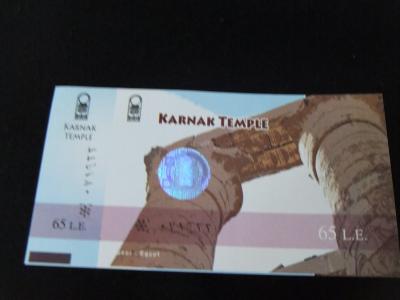 KARNAK
TEMPLE
65 L.E.
KARNAK TEMPLE
65 L.E.
Egypt